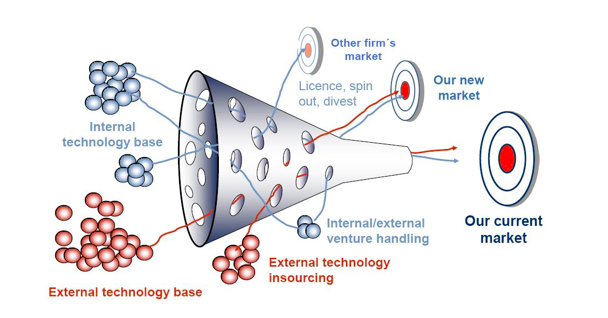 Other firm´s
market
Licence, spin
out, divest
Our new
market
Internal
technology base
Our current
market
Internal/external
venture handling
External technology
insourcing
External technology base